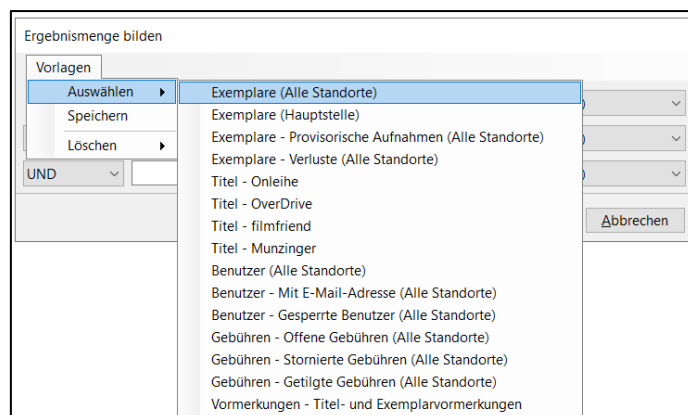 Ergebnismenge bilden
Vorlagen
Auswählen
Speichern
Löschen
Exemplare (Alle Standorte)
Exemplare (Hauptstelle)
Exemplare - Provisorische Aufnahmen (Alle Standorte)
Exemplare - Verluste (Alle Standorte)
Titel - Onleihe
Titel - OverDrive
Titel - filmfriend
Titel - Munzinger
Benutzer (Alle Standorte)
Benutzer - Mit E-Mail-Adresse (Alle Standorte)
Benutzer - Gesperrte Benutzer (Alle Standorte)
Gebühren - Offene Gebühren (Alle Standorte)
Gebühren - Stornierte Gebühren (Alle Standorte)
Gebühren - Getilgte Gebühren (Alle Standorte)
Vormerkungen - Titel- und Exemplarvormerkungen
UND
Abbrechen